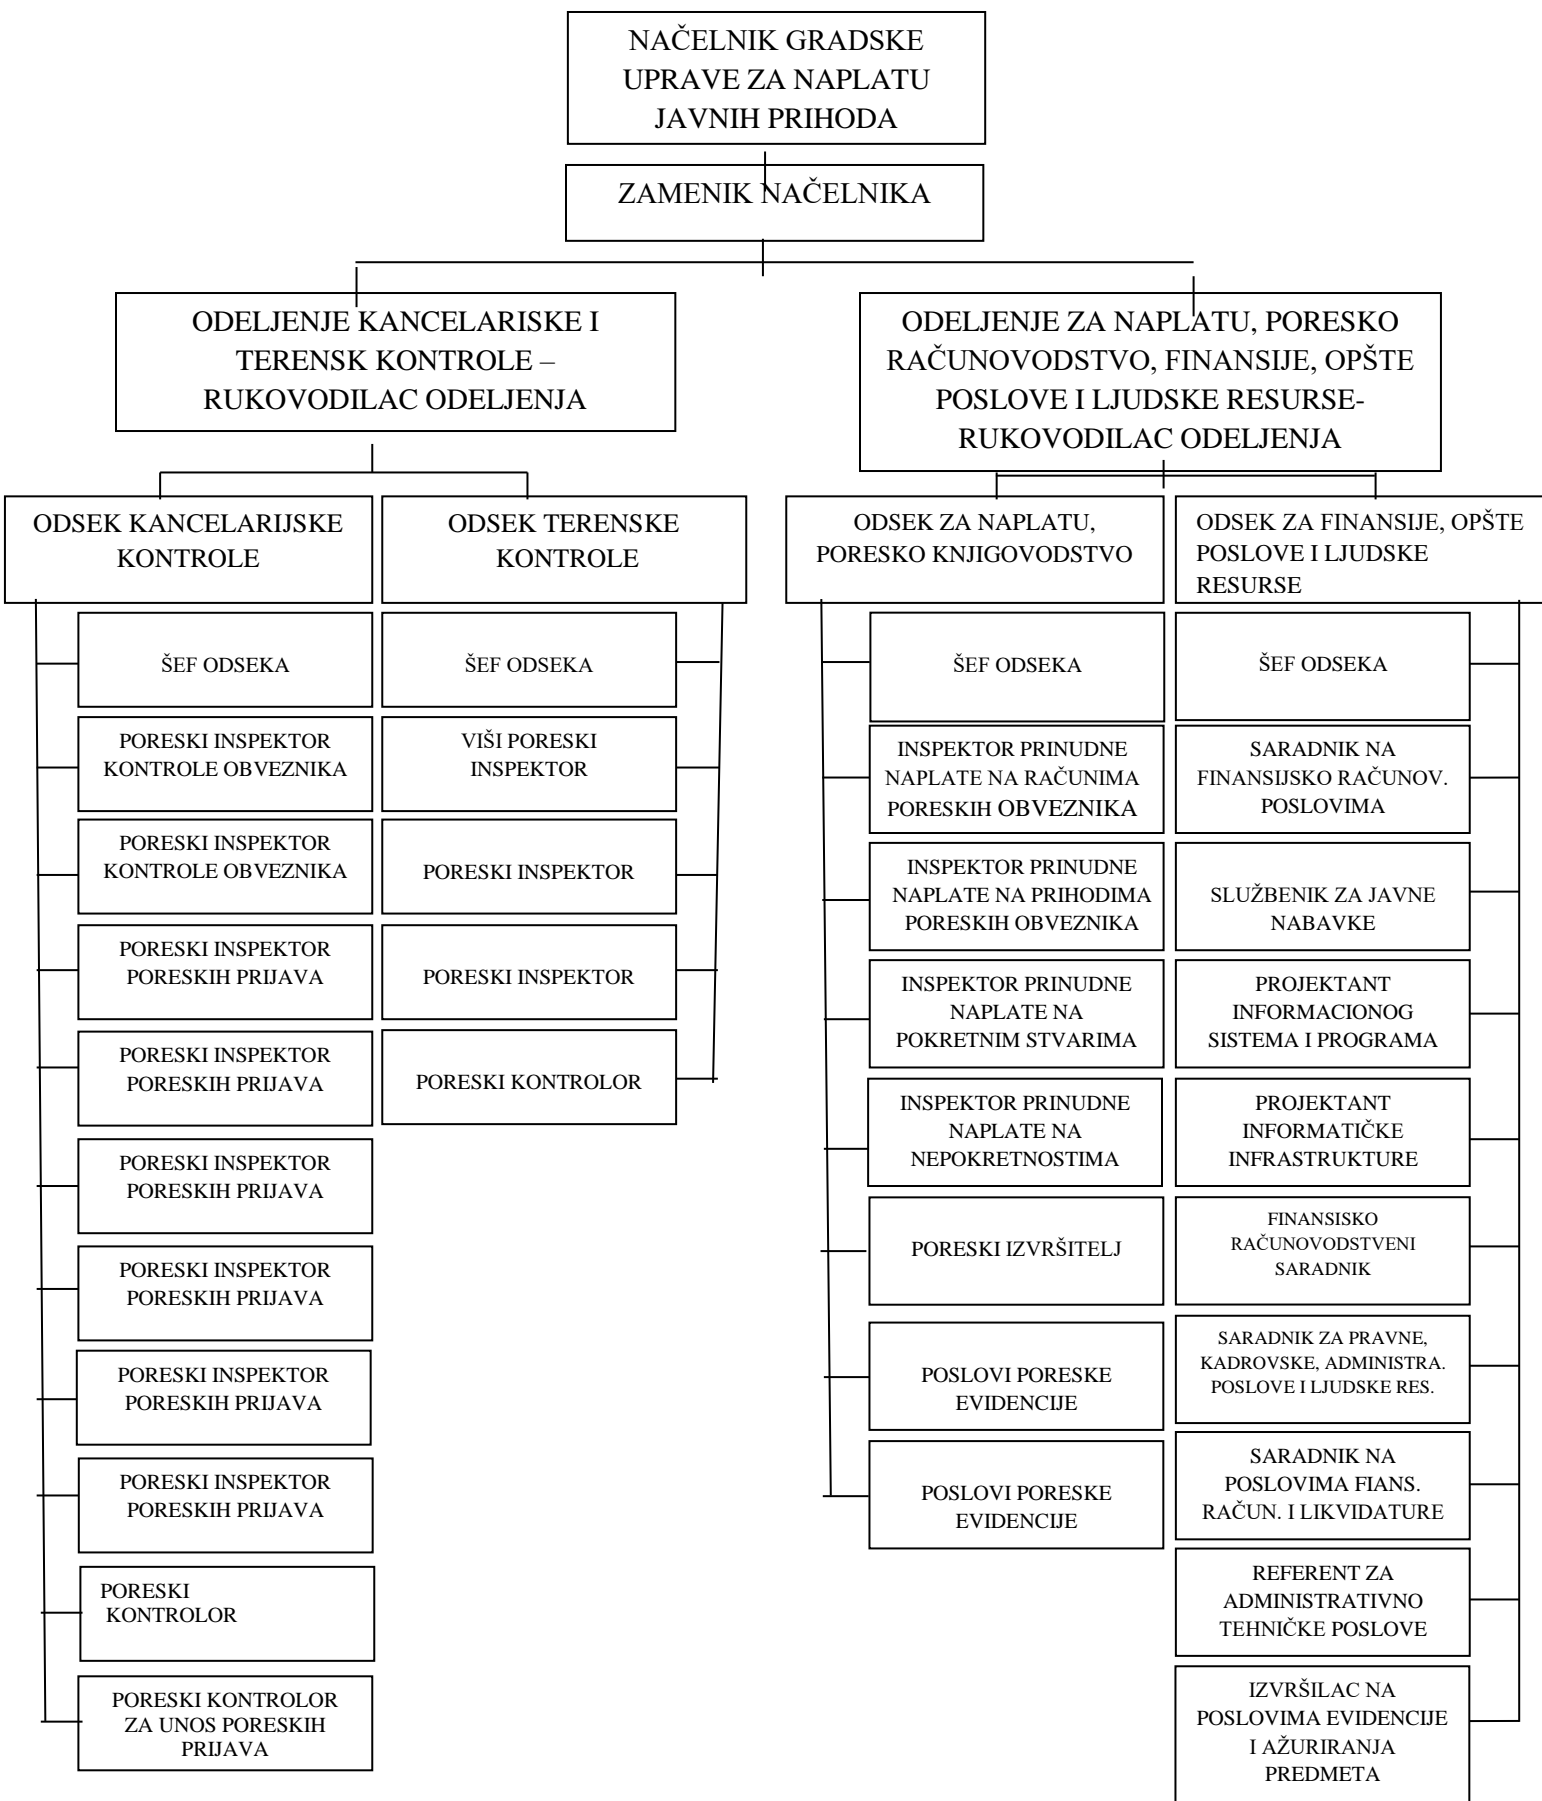 NAČELNIK GRADSKE
UPRAVE ZA NAPLATU
JAVNIH PRIHODA
ZAMENIK NAČELNIKA
ODELJENJE KANCELARISKE I
TERENSK KONTROLE –
RUKOVODILAC ODELJENJA
ODELJENJE ZA NAPLATU, PORESKO
RAČUNOVODSTVO, FINANSIJE, OPŠTE
POSLOVE I LJUDSKE RESURSE-
RUKOVODILAC ODELJENJA
ODSEK KANCELARIJSKE
KONTROLE
ŠEF ODSEKA
PORESKI INSPEKTOR
KONTROLE OBVEZNIKA
PORESKI INSPEKTOR
KONTROLE OBVEZNIKA
PORESKI INSPEKTOR
PORESKIH PRIJAVA
PORESKI INSPEKTOR
PORESKIH PRIJAVA
PORESKI INSPEKTOR
PORESKIH PRIJAVA
PORESKI INSPEKTOR
PORESKIH PRIJAVA
PORESKI INSPEKTOR
PORESKIH PRIJAVA
PORESKI INSPEKTOR
PORESKIH PRIJAVA
PORESKI
KONTROLOR
PORESKI KONTROLOR
ZA UNOS PORESKIH
PRIJAVA
ODSEK TERENSKE
KONTROLE
ŠEF ODSEKA
VIŠI PORESKI
INSPEKTOR
PORESKI INSPEKTOR
PORESKI INSPEKTOR
PORESKI KONTROLOR
ODSEK ZA NAPLATU,
PORESKO KNJIGOVODSTVO
ŠEF ODSEKA
INSPEKTOR PRINUDNE
NAPLATE NA RAČUNIMA
PORESKIH OBVEZNIKA
INSPEKTOR PRINUDNE
NAPLATE NA PRIHODIMA
PORESKIH OBVEZNIKA
INSPEKTOR PRINUDNE
NAPLATE NA
POKRETNIM STVARIMA
INSPEKTOR PRINUDNE
NAPLATE NA
NEPOKRETNOSTIMA
PORESKI IZVRŠITELJ
POSLOVI PORESKE
EVIDENCIJE
POSLOVI PORESKE
EVIDENCIJE
ODSEK ZA FINANSIJE, OPŠTE
POSLOVE I LJUDSKE
RESURSE
ŠEF ODSEKA
SARADNIK NA
FINANSIJSKO RAČUNOV.
POSLOVIMA
SLUŽBENIK ZA JAVNE
NABAVKE
PROJEKTANT
INFORMACIONOG
SISTEMA I PROGRAMA
PROJEKTANT
INFORMATIČKE
INFRASTRUKTURE
FINANSISKO
RAČUNOVODSTVENI
SARADNIK
SARADNIK ZA PRAVNE,
KADROVSKE, ADMINISTRA.
POSLOVE I LJUDSKE RES.
SARADNIK NA
POSLOVIMA FIANS.
RAČUN. I LIKVIDATURE
REFERENT ZA
ADMINISTRATIVNO
TEHNIČKE POSLOVE
IZVRŠILAC NA
POSLOVIMA EVIDENCIJE
I AŽURIRANJA
PREDMETA